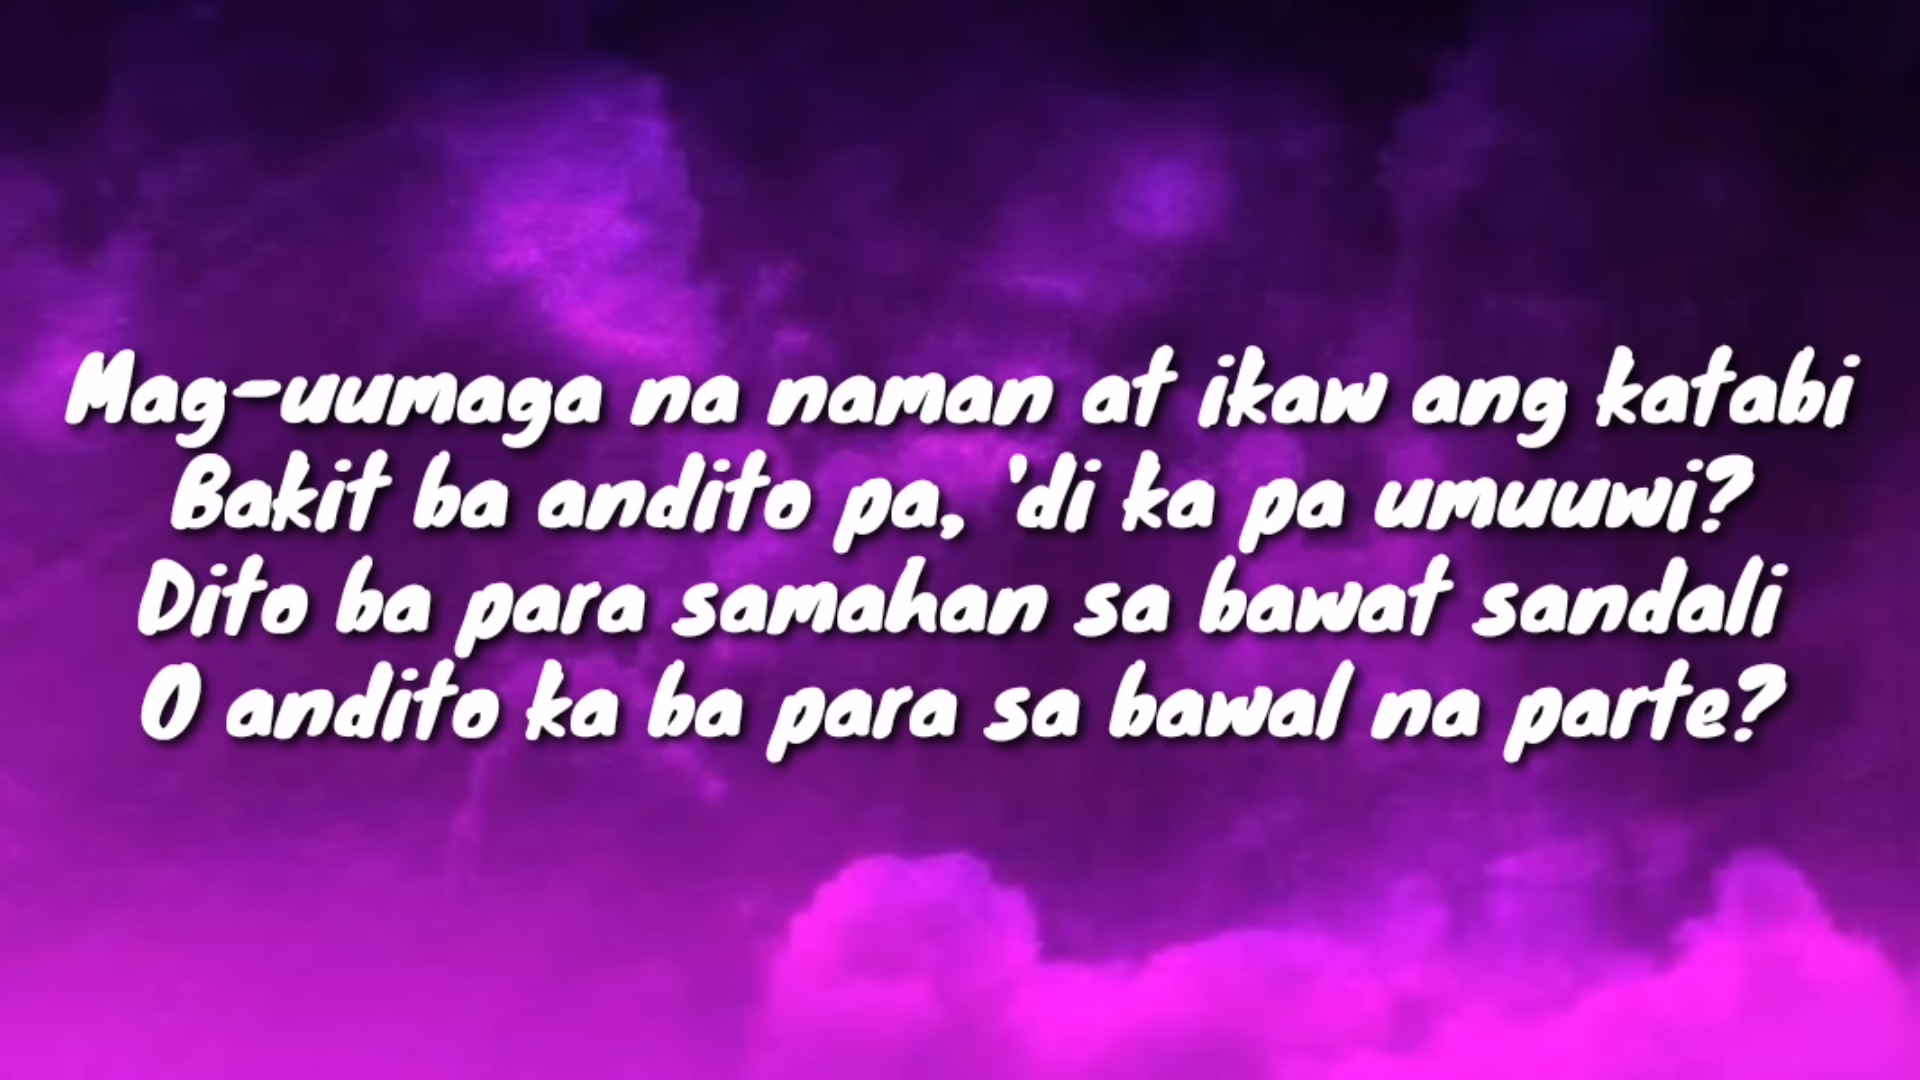 Mag-uumaga na naman at ikaw ang katabi
Bakit ba andito pa, 'di ka pa umuuwi?
Dito ba para samahan sa bawat sandali
O andito ka ba para sa bawal na parte?